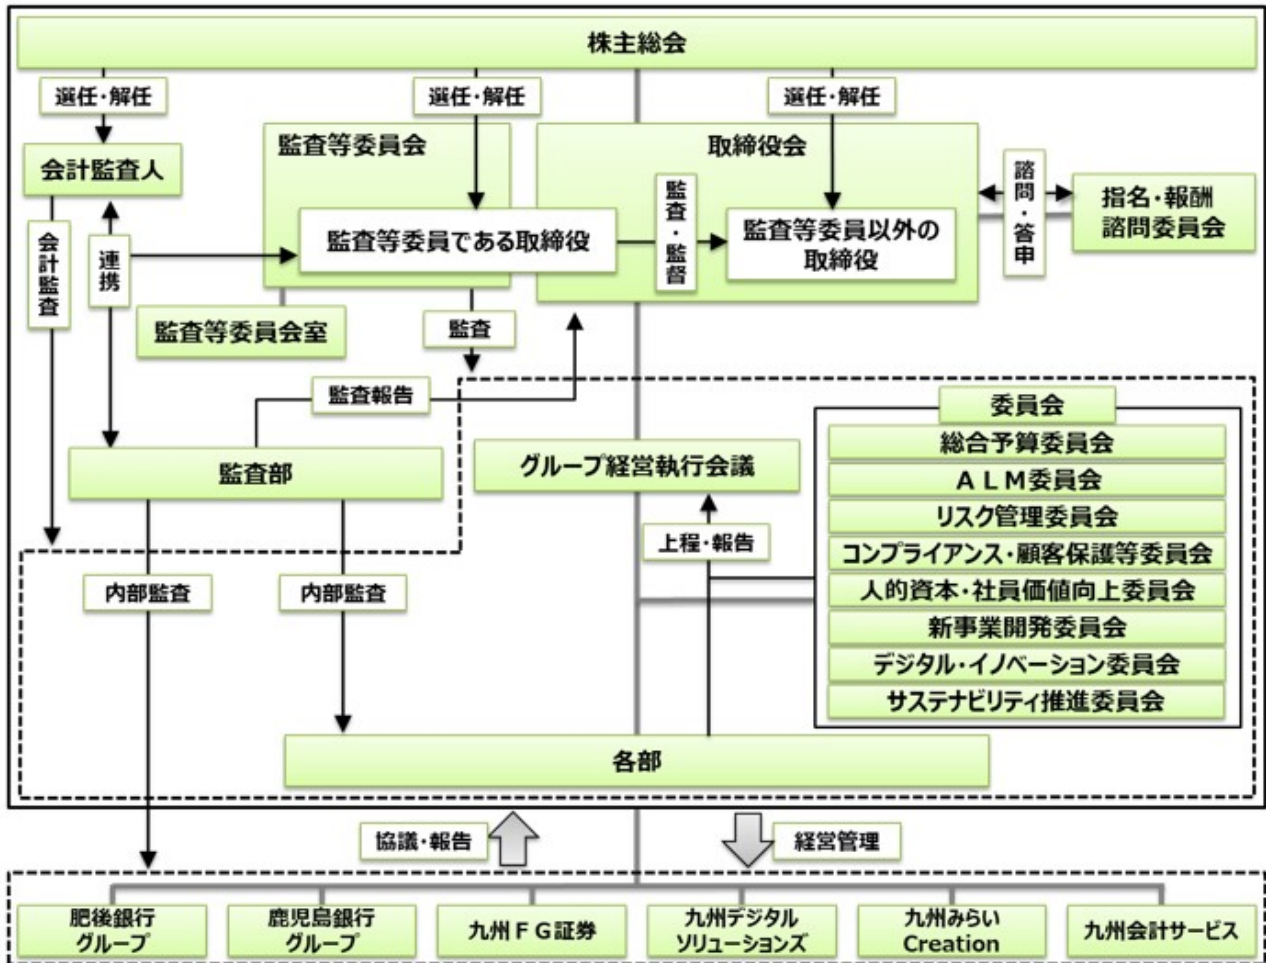 株主総会
選任・解任
選任・解任
選任・解任
会計監査人
監査等委員会
取締役会
監査等委員である取締役
監査・監督
監査等委員以外の
取締役
諮問・答申
指名・報酬
諮問委員会
会計監査
連携
監査等委員会室
監査
監査報告
監査部
グループ経営執行会議
上程・報告
委員会
総合予算委員会
ＡＬＭ委員会
リスク管理委員会
コンプライアンス・顧客保護等委員会
人的資本・社員価値向上委員会
新事業開発委員会
デジタル・イノベーション委員会
サステナビリティ推進委員会
内部監査
内部監査
各部
協議・報告
経営管理
肥後銀行
グループ
鹿児島銀行
グループ
九州ＦＧ証券
九州デジタル
ソリューションズ
九州みらい
Creation
九州会計サービス